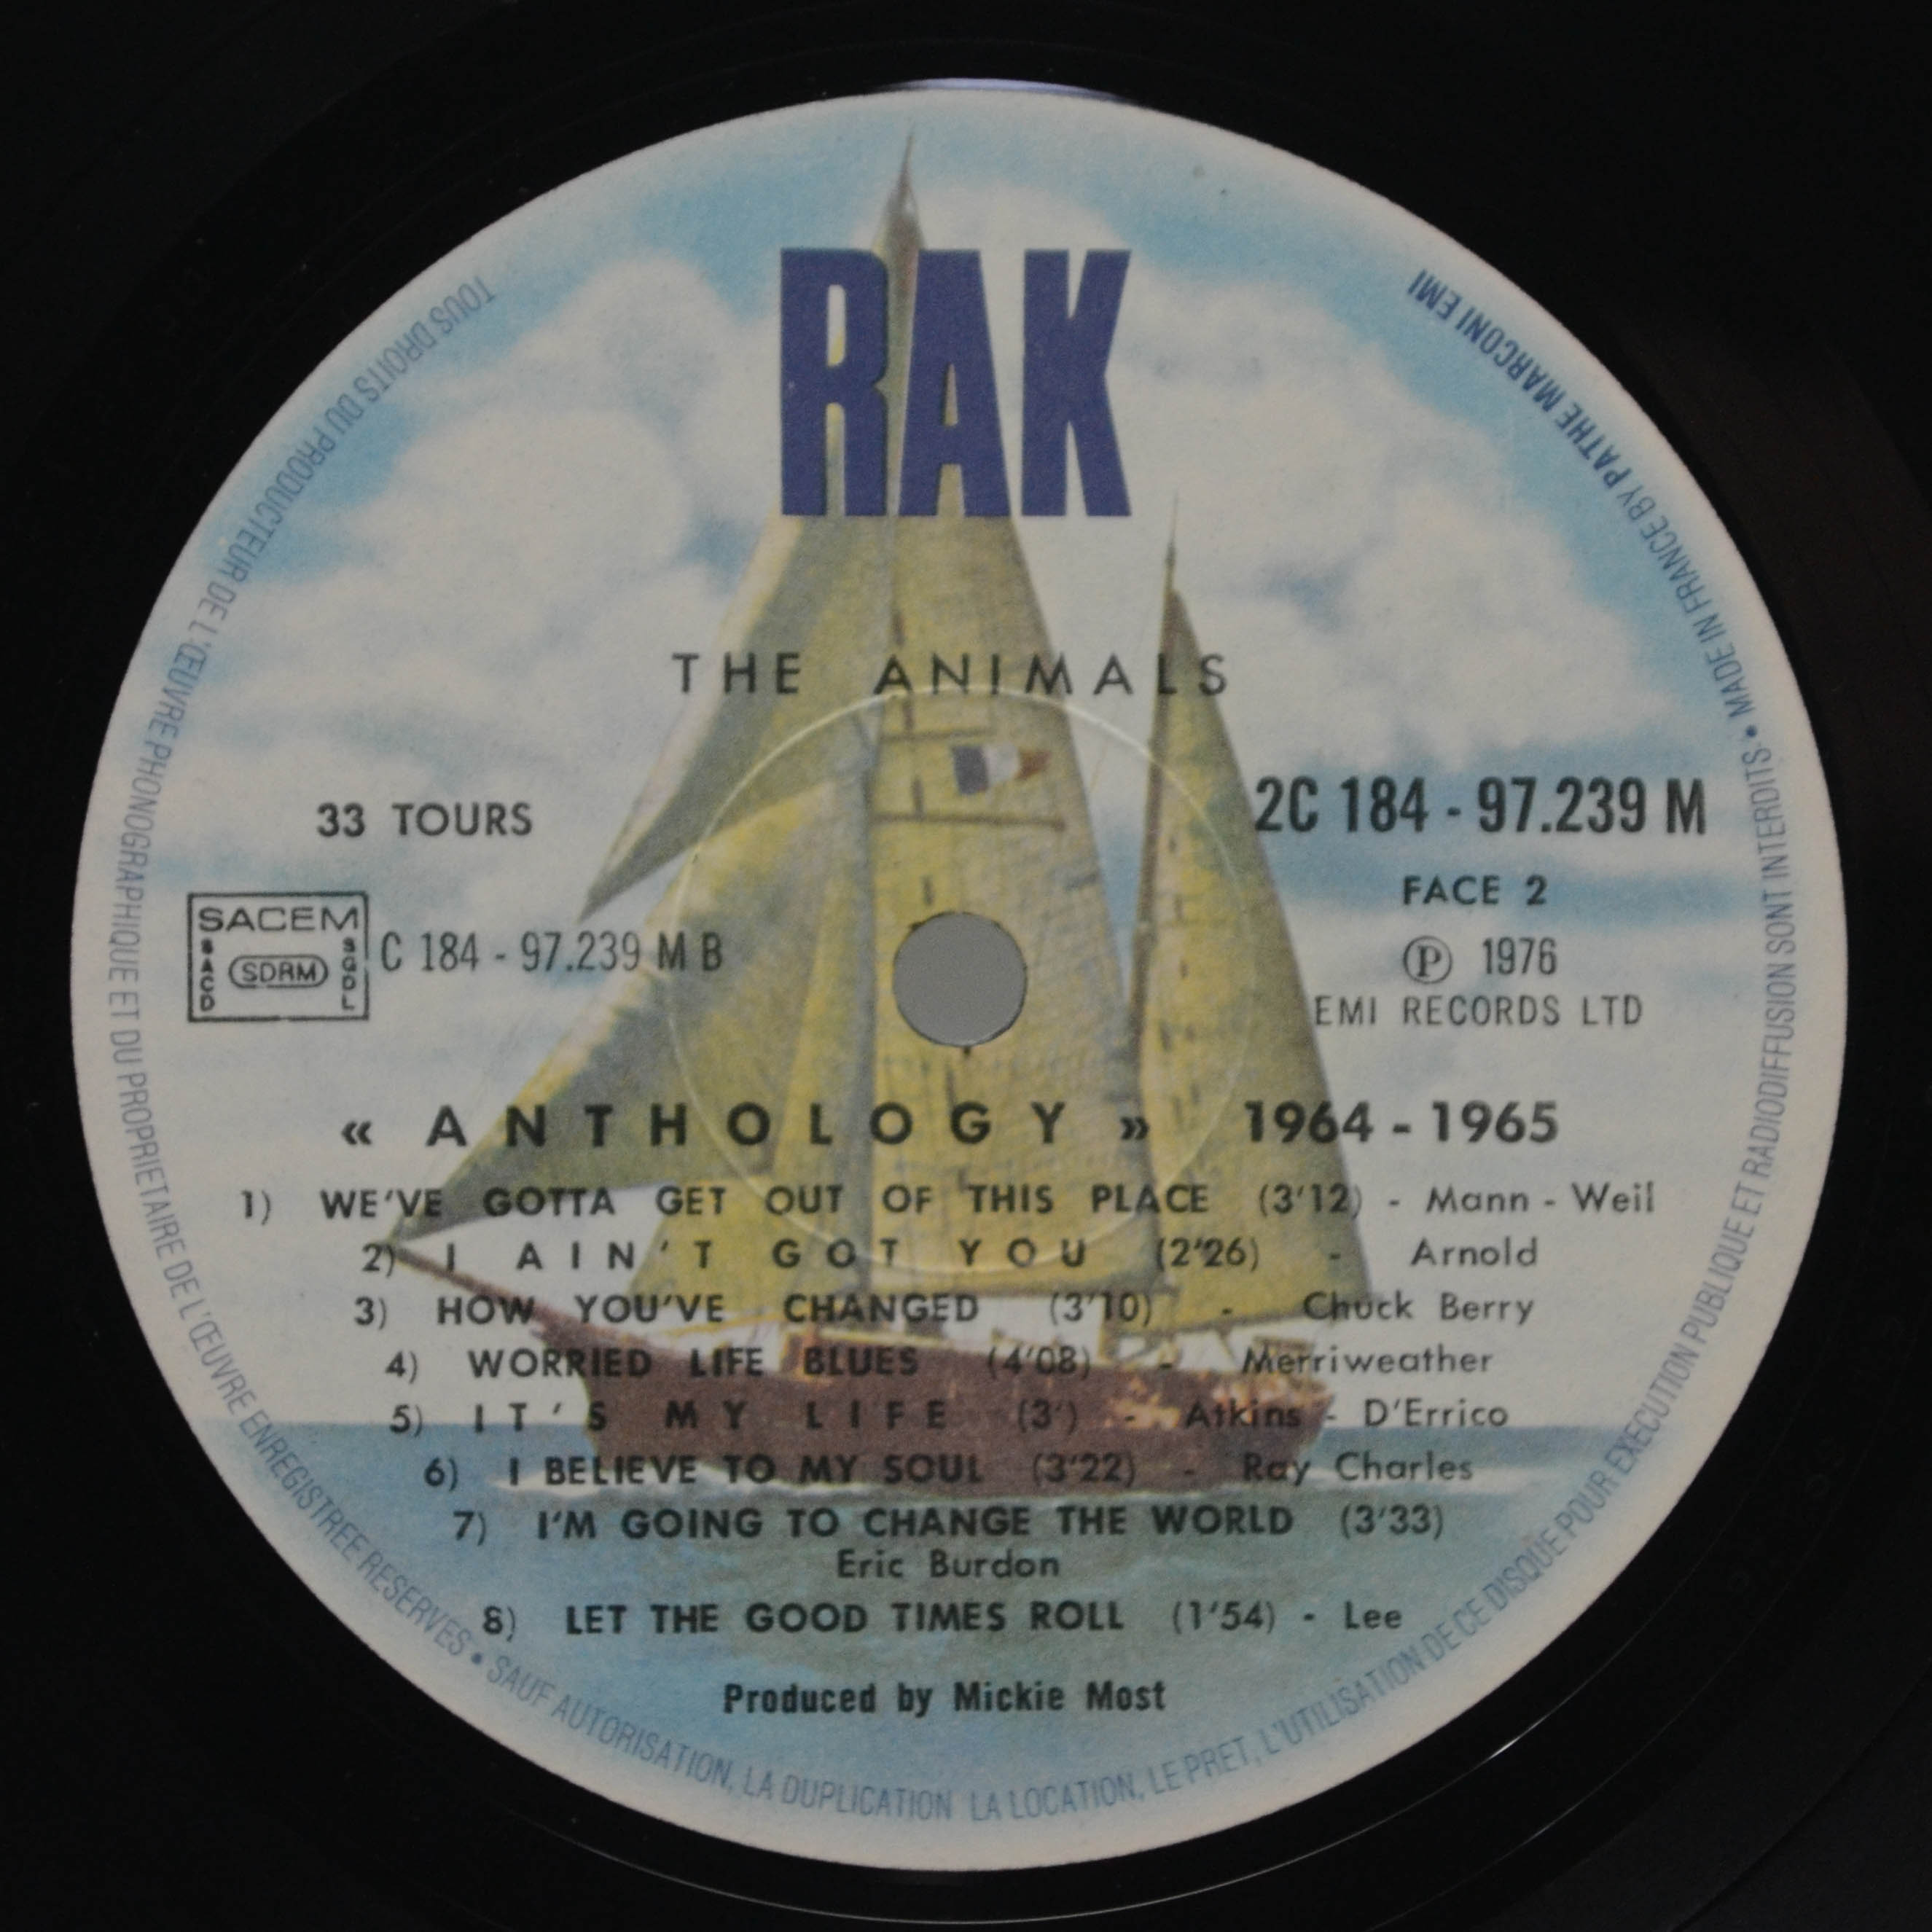 RAK
THE ANIMALS
33 TOURS
2C 184 - 97.239 M
FACE 2
SACEM
SACD
SDRM
SGDL
C 184 - 97.239 M B
Ⓟ 1976
EMI RECORDS LTD
« ANTHOLOGY » 1964 - 1965
1) WE'VE GOTTA GET OUT OF THIS PLACE (3'12) - Mann - Weil
2) I AIN'T GOT YOU (2'26) - Arnold
3) HOW YOU'VE CHANGED (3'10) - Chuck Berry
4) WORRIED LIFE BLUES (4'08) - Merriweather
5) IT'S MY LIFE (3') - Atkins - D'Errico
6) I BELIEVE TO MY SOUL (3'22) - Ray Charles
7) I'M GOING TO CHANGE THE WORLD (3'33)
Eric Burdon
8) LET THE GOOD TIMES ROLL (1'54) - Lee
Produced by Mickie Most
TOUS DROITS DU PRODUCTEUR DE L'ŒUVRE PHONOGRAPHIQUE ET DU PROPRIETAIRE DE L'ŒUVRE ENREGISTREE RESERVES • SAUF AUTORISATION, LA DUPLICATION LA LOCATION, LE PRET, L'UTILISATION DE CE DISQUE POUR EXECUTION PUBLIQUE ET RADIODIFFUSION SONT INTERDITS • MADE IN FRANCE BY PATHE MARCONI EMI